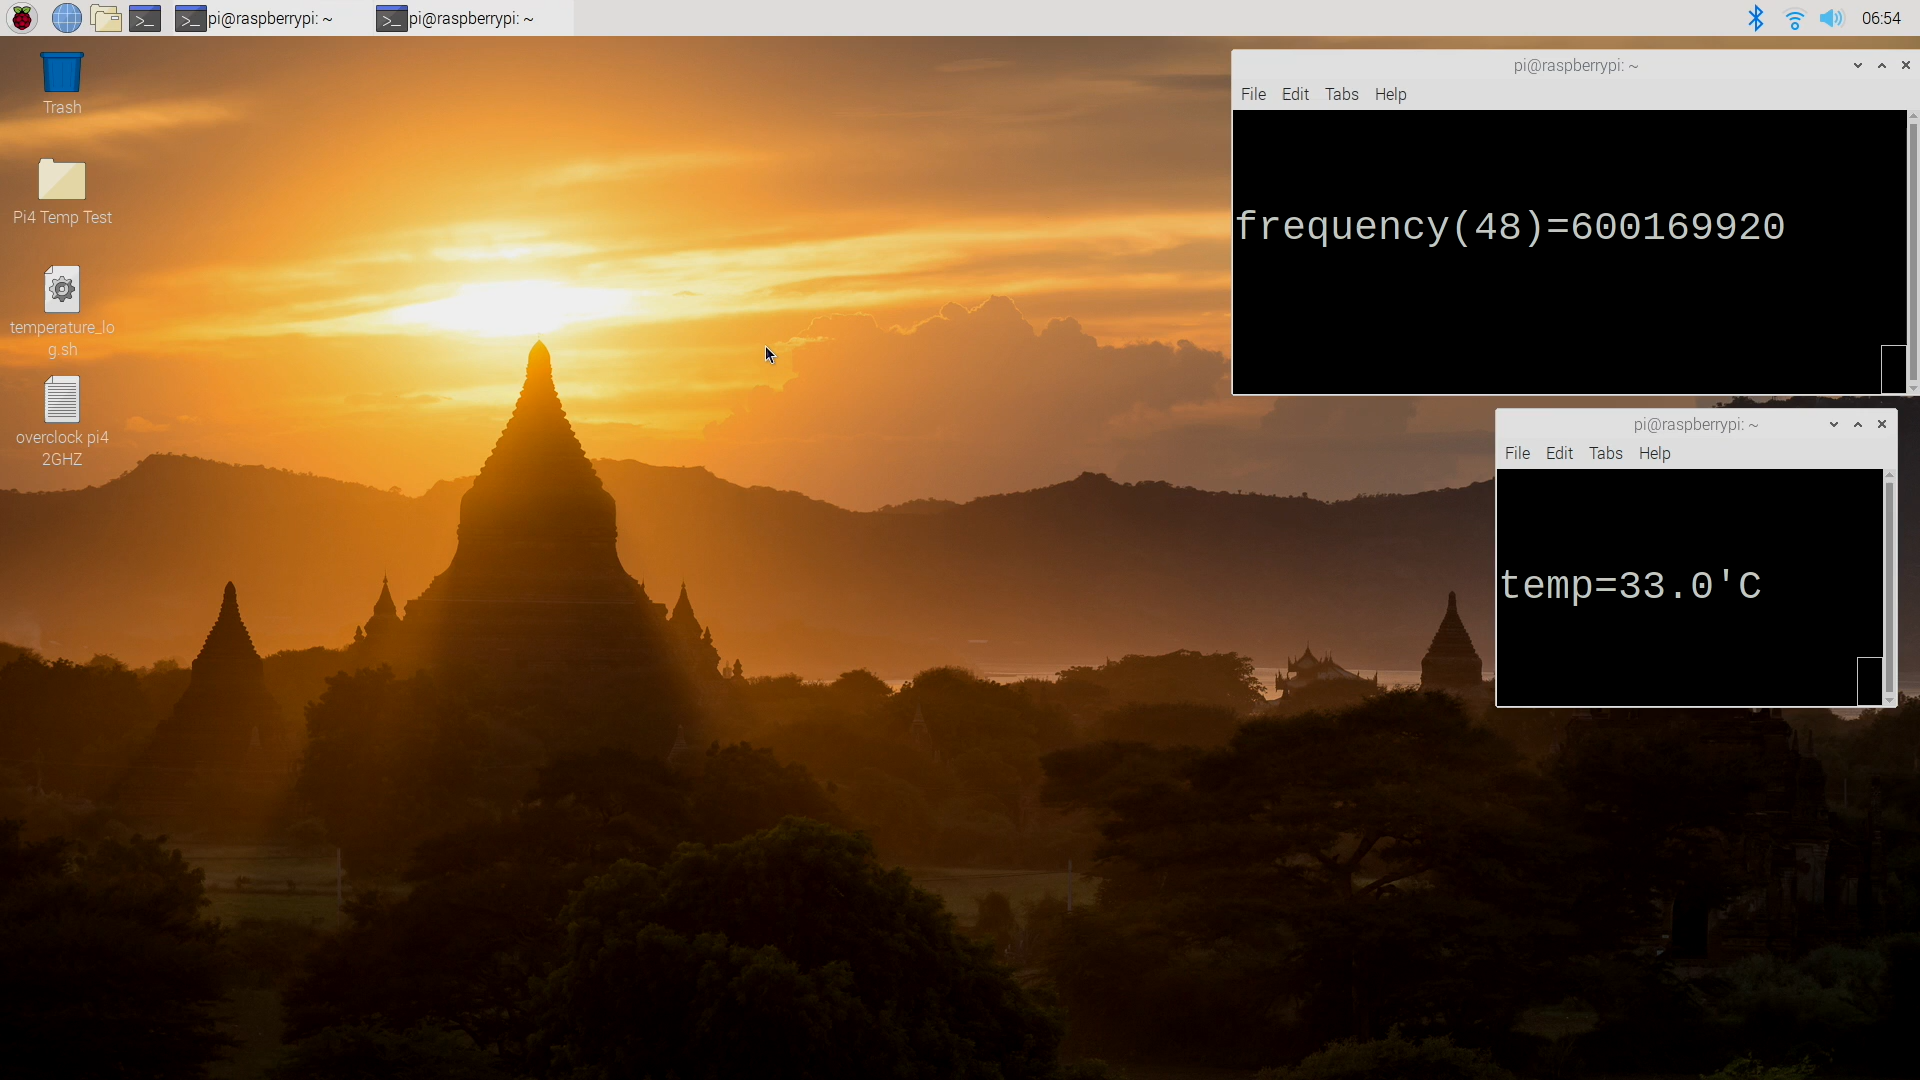 pi@raspberrypi: ~
pi@raspberrypi: ~
06:54
Trash
Pi4 Temp Test
temperature_lo
g.sh
overclock pi4
2GHZ
pi@raspberrypi: ~
File Edit Tabs Help
frequency(48)=600169920
pi@raspberrypi: ~
File Edit Tabs Help
temp=33.0'C